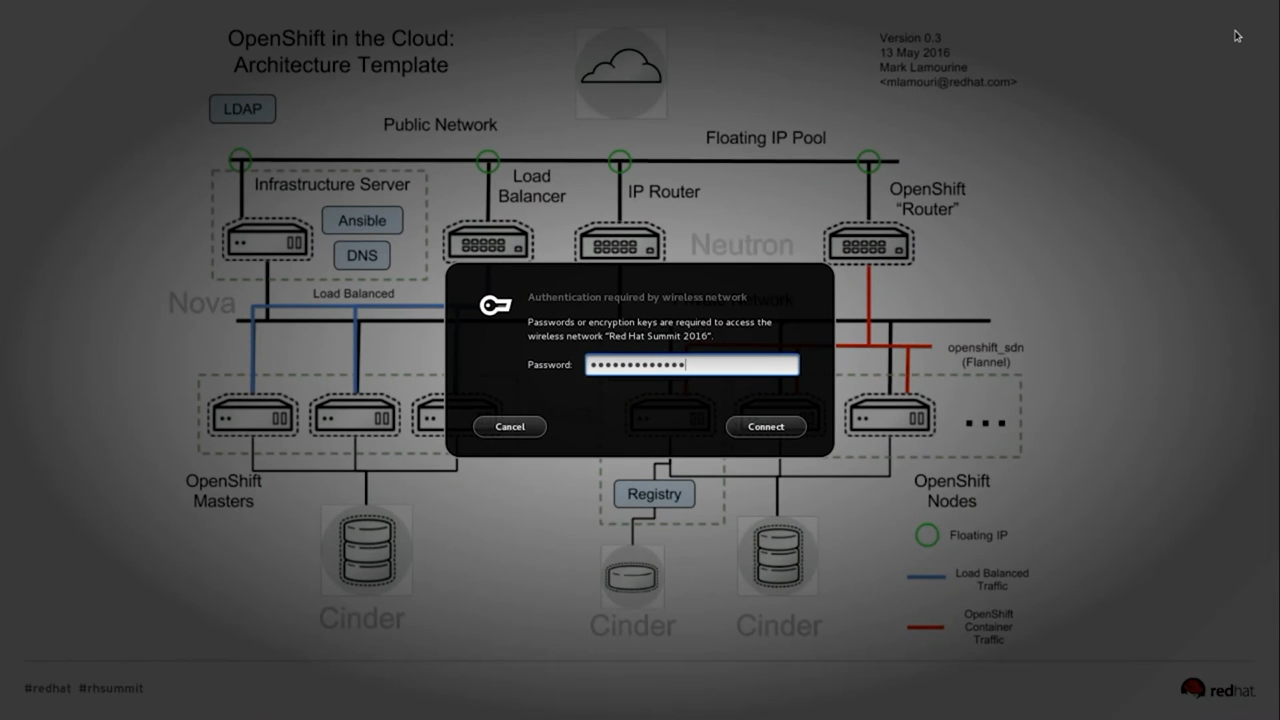 OpenShift in the Cloud:
Architecture Template
Version 0.3
13 May 2016
Mark Lamourine
<mlamouri@redhat.com>
LDAP
Public Network
Floating IP Pool
Infrastructure Server
Load
Balancer
IP Router
OpenShift
"Router"
Ansible
DNS
Neutron
Nova
Load Balanced
Network
Authentication required by wireless network
Passwords or encryption keys are required to access the
wireless network "Red Hat Summit 2016".
Password: ●●●●●●●●●●●●●
Cancel
Connect
openshift_sdn
(Flannel)
...
OpenShift
Masters
Registry
OpenShift
Nodes
Floating IP
Load Balanced
Traffic
OpenShift
Container
Traffic
Cinder
Cinder
Cinder
#redhat #rhsummit
redhat.